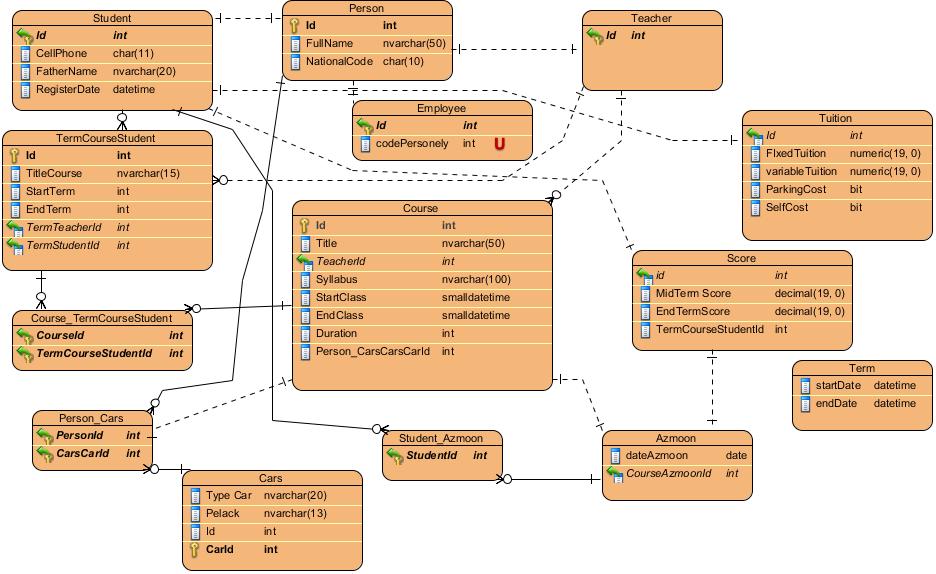 Student
Id int
CellPhone char(11)
FatherName nvarchar(20)
RegisterDate datetime
Person
Id int
FullName nvarchar(50)
NationalCode char(10)
Teacher
Id int
Employee
Id int
codePersonely int U
Tuition
Id int
FIxedTuition numeric(19, 0)
variableTuition numeric(19, 0)
ParkingCost bit
SelfCost bit
TermCourseStudent
Id int
TitleCourse nvarchar(15)
StartTerm int
EndTerm int
TermTeacherId int
TermStudentId int
Course
Id int
Title nvarchar(50)
TeacherId int
Syllabus nvarchar(100)
StartClass smalldatetime
EndClass smalldatetime
Duration int
Person_CarsCarsCarId int
Score
id int
MidTerm Score decimal(19, 0)
EndTermScore decimal(19, 0)
TermCourseStudentId int
Course_TermCourseStudent
CourseId int
TermCourseStudentId int
Term
startDate datetime
endDate datetime
Person_Cars
PersonId int
CarsCarId int
Student_Azmoon
StudentId int
Azmoon
dateAzmoon date
CourseAzmoonId int
Cars
Type Car nvarchar(20)
Pelack nvarchar(13)
Id int
CarId int